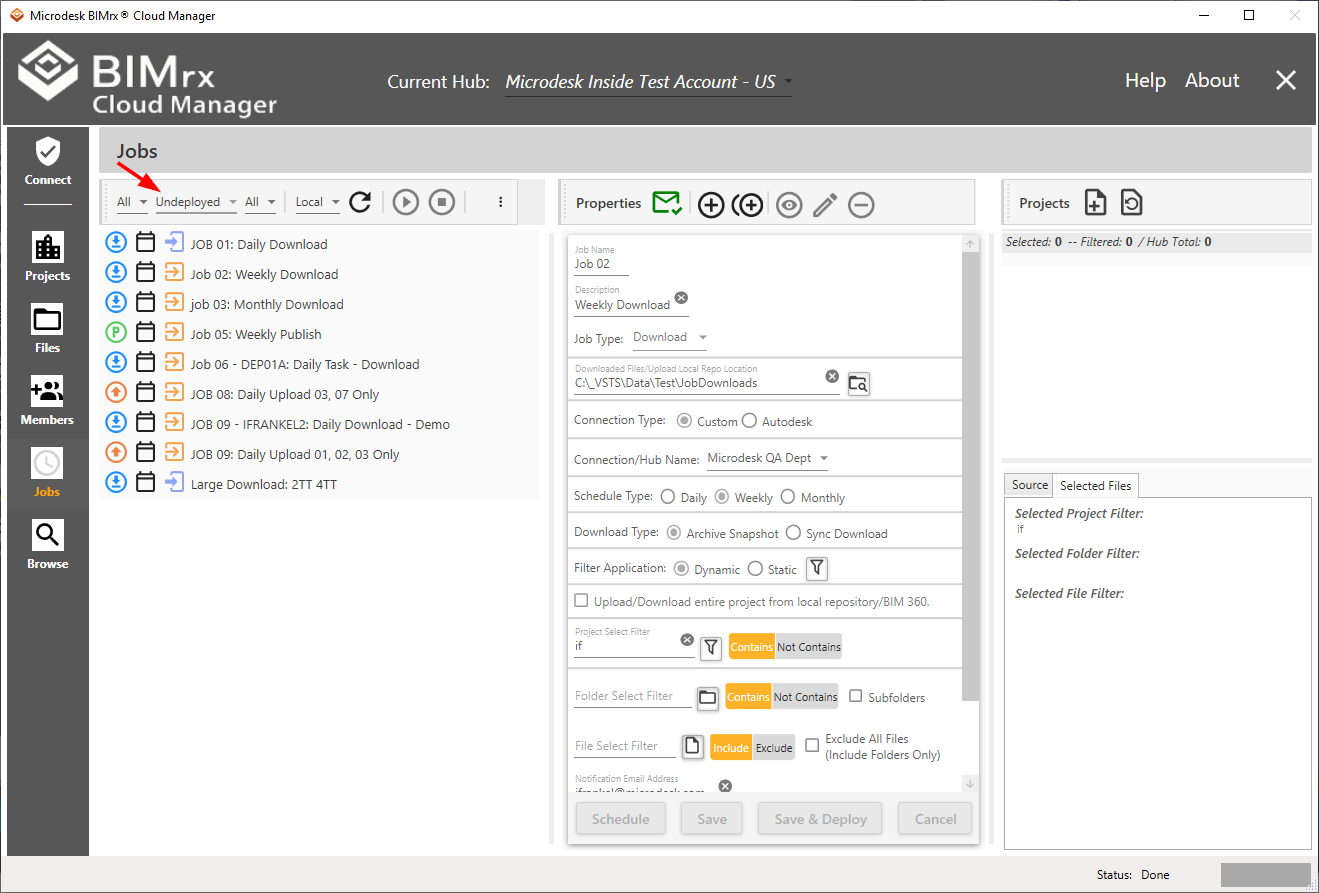 Microdesk BIMrx® Cloud Manager
BIMrx
Cloud Manager
Current Hub: Microdesk Inside Test Account - US
Help About
Connect
Projects
Files
Members
Jobs
Browse
Jobs
All Undeployed All Local
JOB 01: Daily Download
Job 02: Weekly Download
job 03: Monthly Download
Job 05: Weekly Publish
Job 06 - DEP01A: Daily Task - Download
JOB 08: Daily Upload 03, 07 Only
JOB 09 - IFRANKEL2: Daily Download - Demo
JOB 09: Daily Upload 01, 02, 03 Only
Large Download: 2TT 4TT
Properties
Job Name
Job 02
Description
Weekly Download
Job Type: Download
Downloaded Files/Upload Local Repo Location
C:\_VSTS\Data\Test\JobDownloads
Connection Type: Custom Autodesk
Connection/Hub Name: Microdesk QA Dept
Schedule Type: Daily Weekly Monthly
Download Type: Archive Snapshot Sync Download
Filter Application: Dynamic Static
Upload/Download entire project from local repository/BIM 360.
Project Select Filter
if
Contains Not Contains
Folder Select Filter Contains Not Contains Subfolders
File Select Filter Include Exclude Exclude All Files
(Include Folders Only)
Notification Email Address
ifrankel@microdesk.com
Schedule Save Save & Deploy Cancel
Projects
Selected: 0 -- Filtered: 0 / Hub Total: 0
Source Selected Files
Selected Project Filter:
if
Selected Folder Filter:
Selected File Filter:
Status: Done